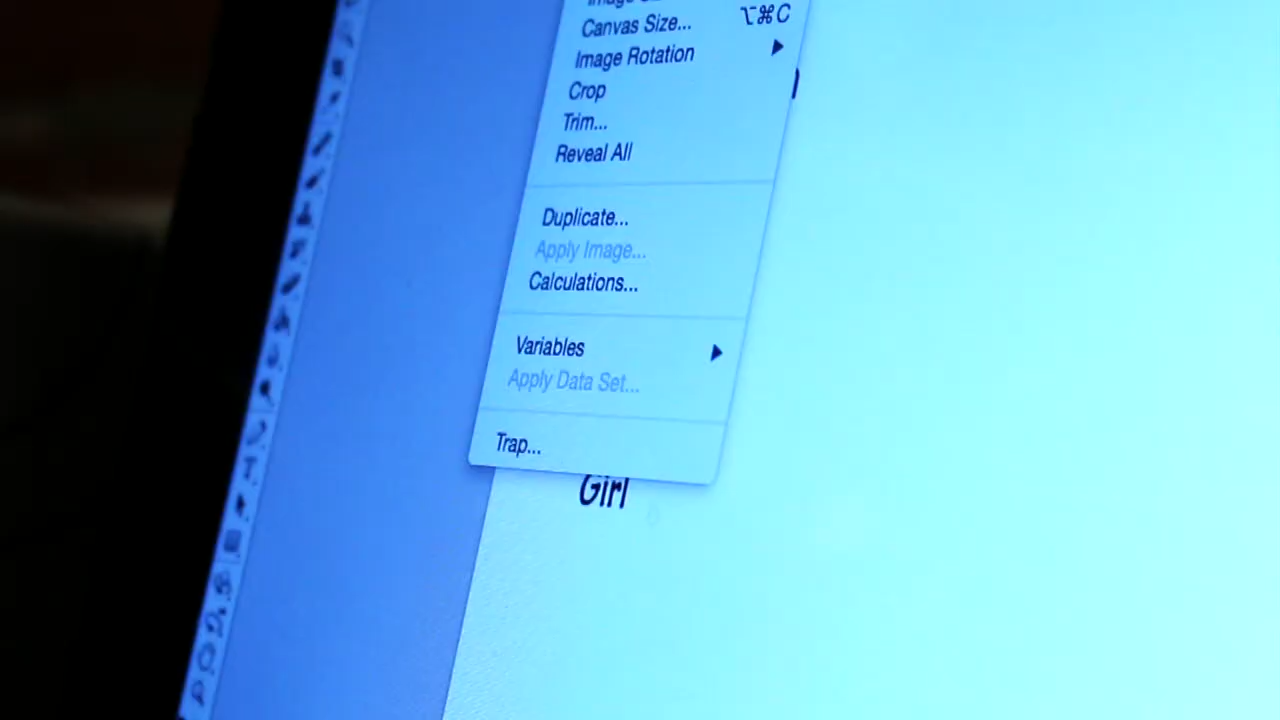 Canvas Size... ⌥⌘C
Image Rotation
Crop
Trim...
Reveal All
Duplicate...
Apply Image...
Calculations...
Variables
Apply Data Set...
Trap...
Girl